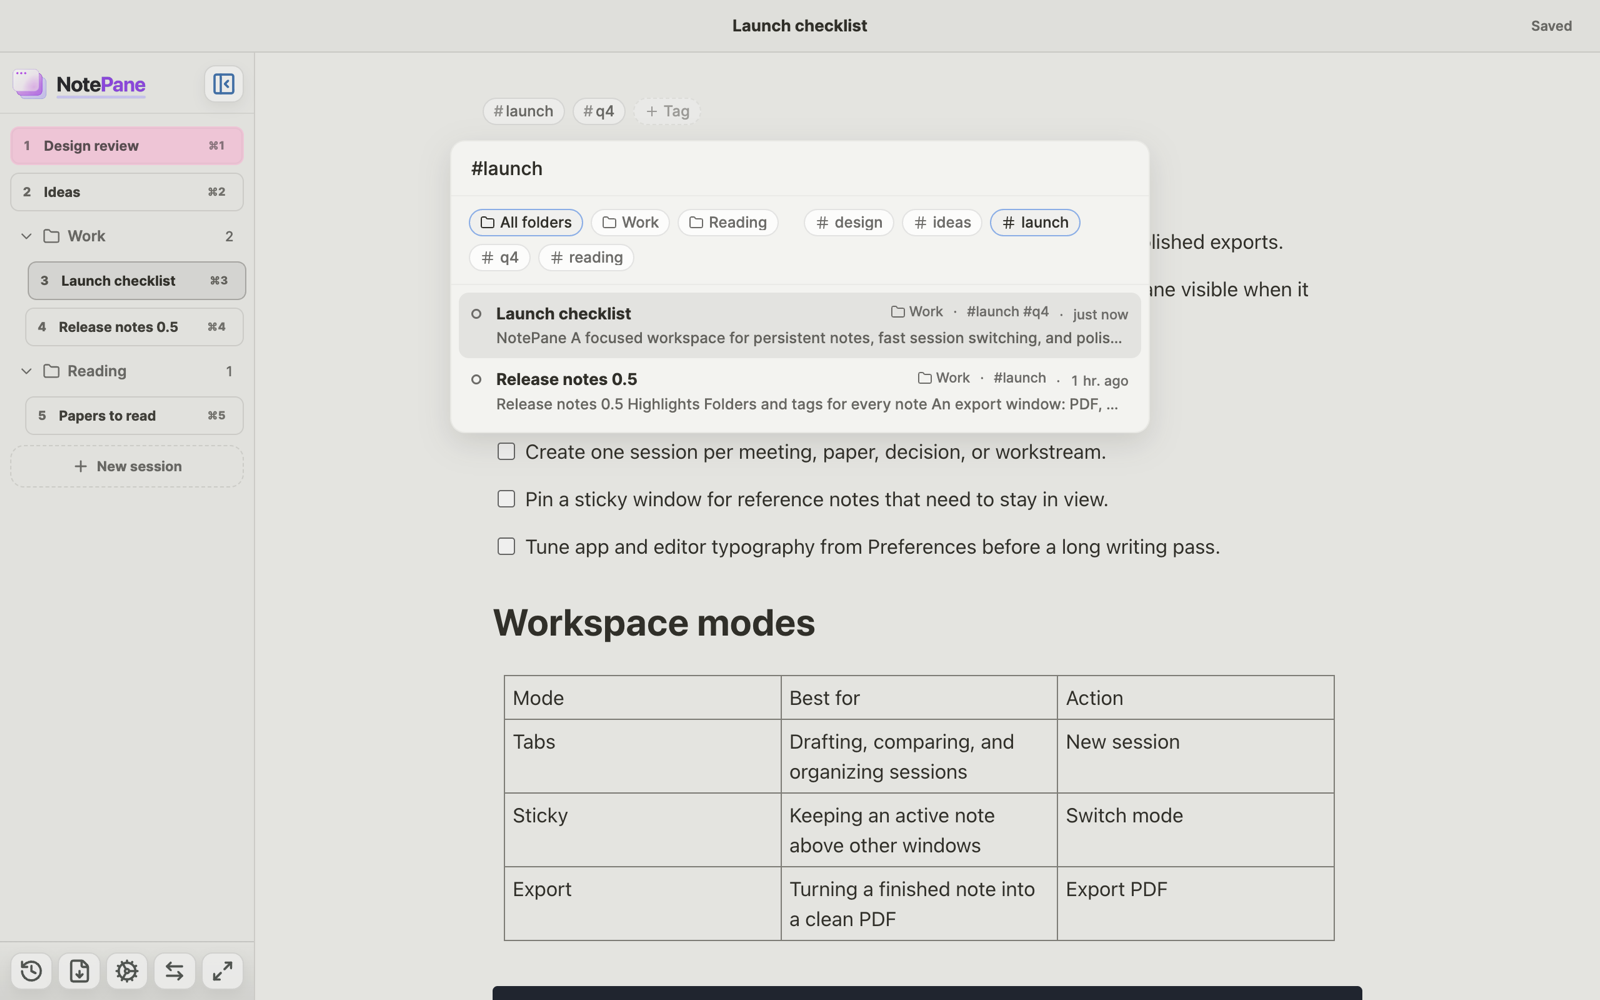 Launch checklist
Saved
NotePane
1 Design review ⌘1
2 Ideas ⌘2
Work 2
3 Launch checklist ⌘3
4 Release notes 0.5 ⌘4
Reading 1
5 Papers to read ⌘5
+ New session
#launch #q4 + Tag
#launch
All folders Work Reading # design # ideas # launch
# q4 # reading
Launch checklist Work · #launch #q4 · just now
NotePane A focused workspace for persistent notes, fast session switching, and polis...
Release notes 0.5 Work · #launch · 1 hr. ago
Release notes 0.5 Highlights Folders and tags for every note An export window: PDF, ...
lished exports.
ne visible when it
Create one session per meeting, paper, decision, or workstream.
Pin a sticky window for reference notes that need to stay in view.
Tune app and editor typography from Preferences before a long writing pass.
Workspace modes
Mode Best for Action
Tabs Drafting, comparing, and New session
organizing sessions
Sticky Keeping an active note Switch mode
above other windows
Export Turning a finished note into Export PDF
a clean PDF